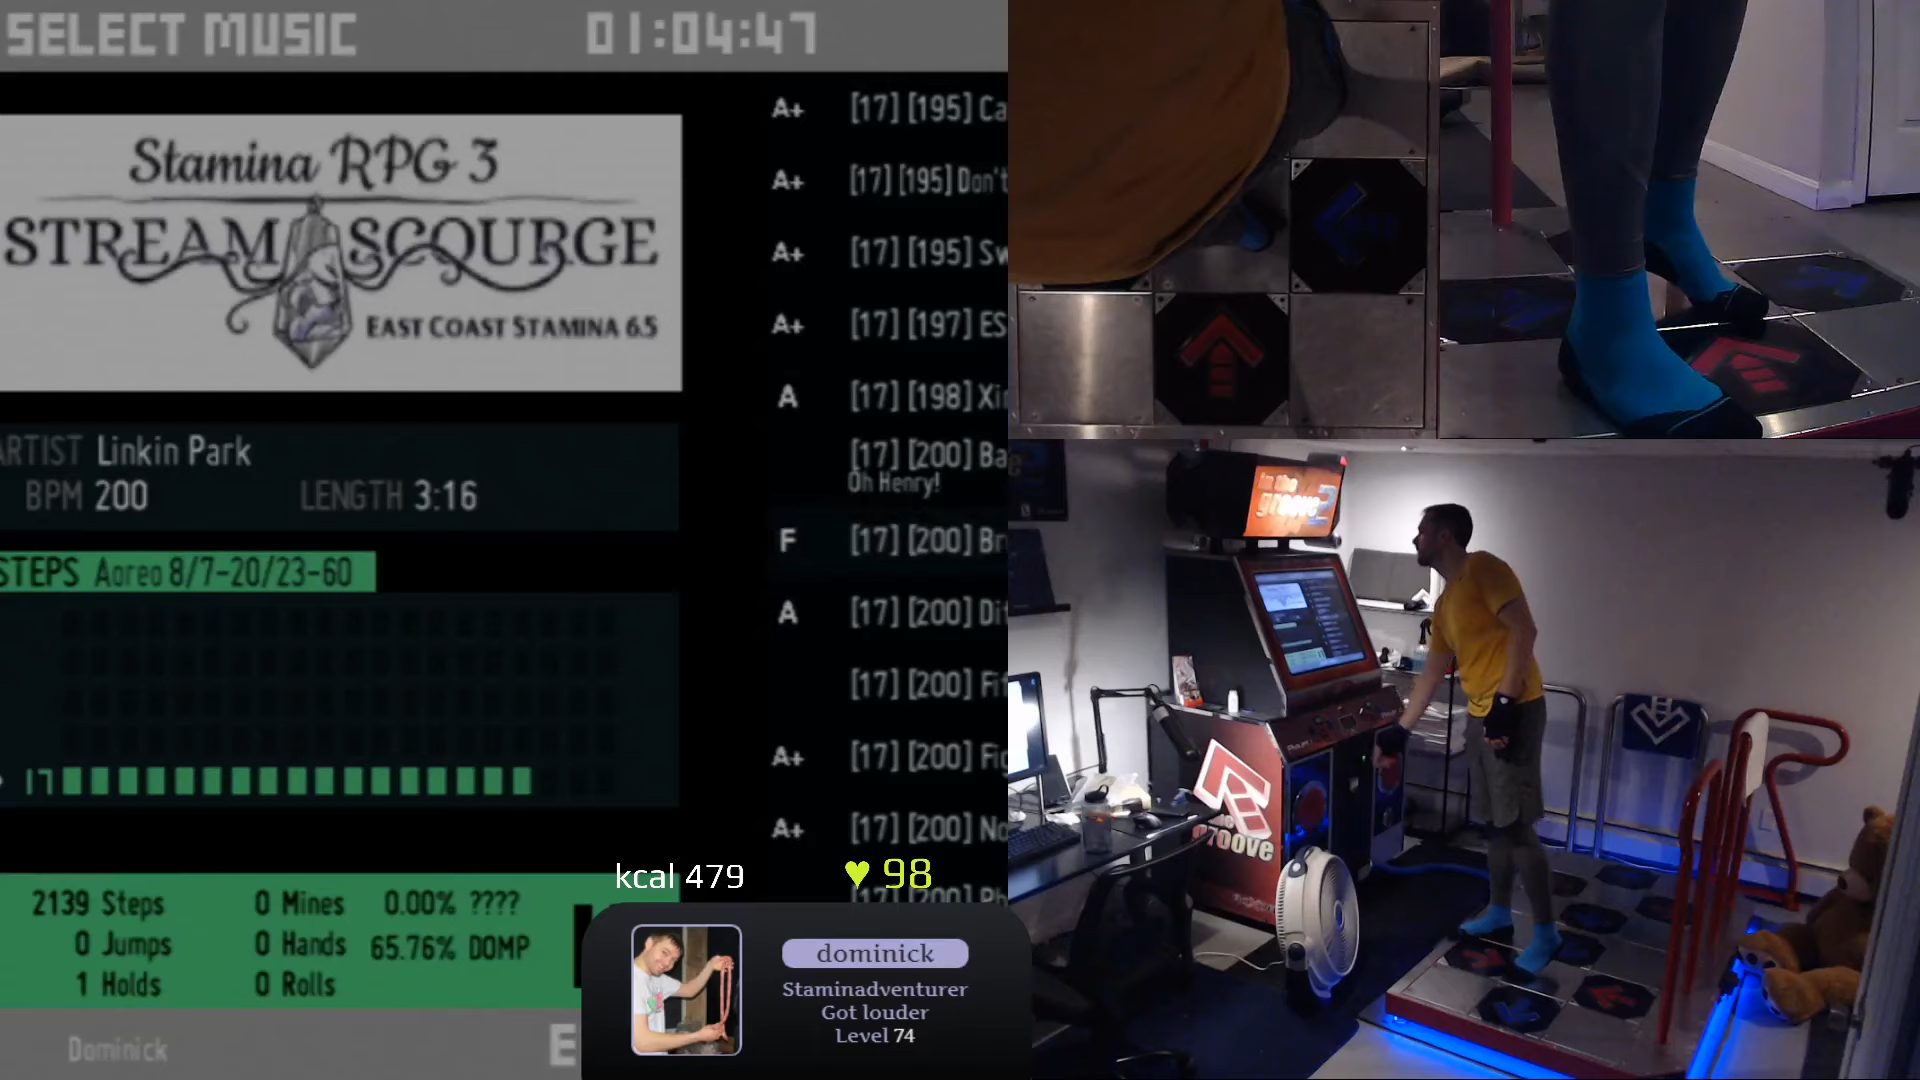 SELECT MUSIC 01:04:47
Stamina RPG 3
STREAM SCOURGE
EAST COAST STAMINA 6.5
ARTIST Linkin Park
BPM 200 LENGTH 3:16
STEPS Aoreo 8/7-20/23-60
17
2139 Steps 0 Mines 0.00% ????
0 Jumps 0 Hands 65.76% DOMP
1 Holds 0 Rolls
Dominick
A+ [17] [195] Ca
A+ [17] [195] Don't
A+ [17] [195] Sw
A+ [17] [197] ES
A [17] [198] Xi
[17] [200] Ba
Oh Henry!
F [17] [200] Br
A [17] [200] Di
[17] [200] Fi
A+ [17] [200] Fig
A+ [17] [200] No
[17] [200] Ph
kcal 479 ♥ 98
dominick
Staminadventurer
Got louder
Level 74
in the
groove 2
groove